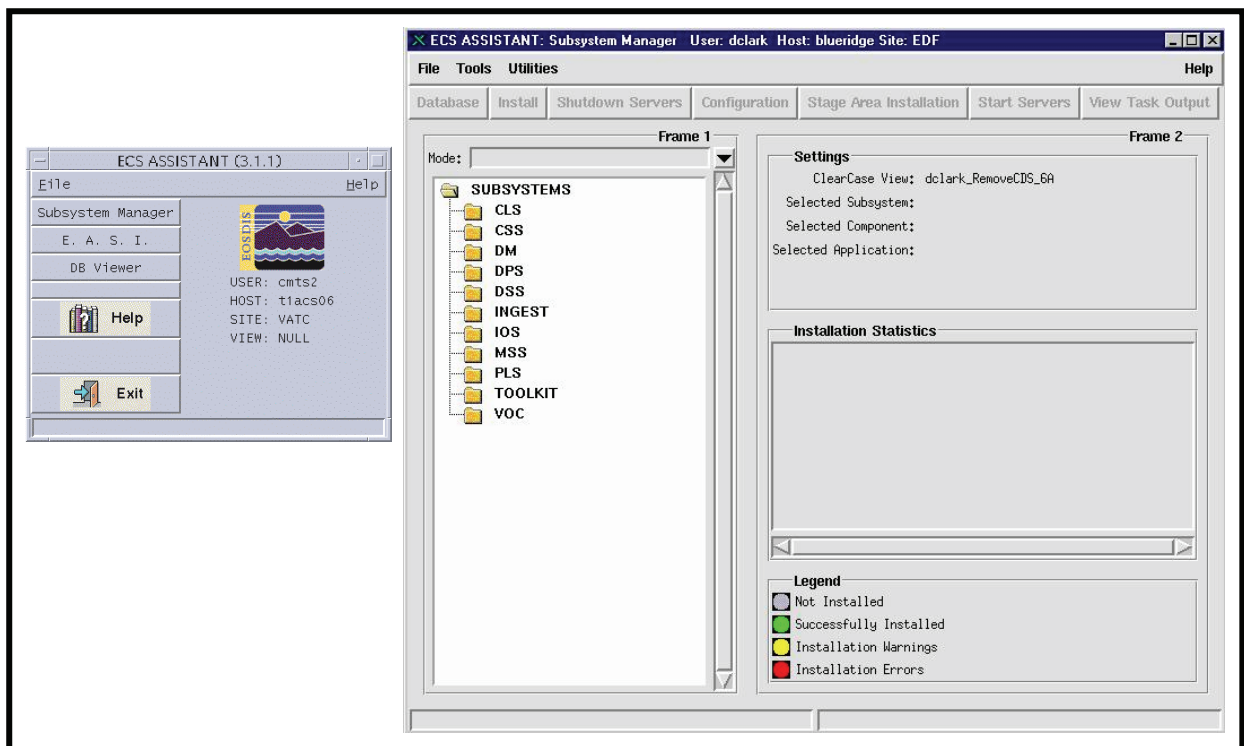 ECS ASSISTANT (3.1.1)
File Help
Subsystem Manager
E. A. S. I.
DB Viewer
Help
Exit
EOSDIS
USER: cmts2
HOST: t1acs06
SITE: VATC
VIEW: NULL
ECS ASSISTANT: Subsystem Manager User: dclark Host: blueridge Site: EDF
File Tools Utilities Help
Database Install Shutdown Servers Configuration Stage Area Installation Start Servers View Task Output
Frame 1
Mode:
SUBSYSTEMS
CLS
CSS
DM
DPS
DSS
INGEST
IOS
MSS
PLS
TOOLKIT
VOC
Frame 2
Settings
ClearCase View: dclark_RemoveCDS_6A
Selected Subsystem:
Selected Component:
Selected Application:
Installation Statistics
Legend
Not Installed
Successfully Installed
Installation Warnings
Installation Errors